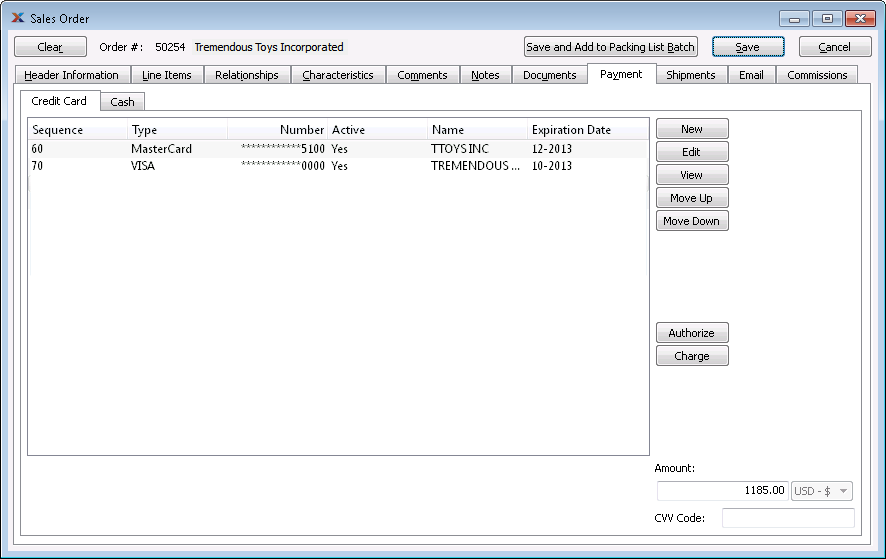 Sales Order
Clear Order #: 50254 Tremendous Toys Incorporated Save and Add to Packing List Batch Save Cancel
Header Information Line Items Relationships Characteristics Comments Notes Documents Payment Shipments Email Commissions
Credit Card Cash
Sequence Type Number Active Name Expiration Date
60 MasterCard ************5100 Yes TTOYS INC 12-2013
70 VISA ************0000 Yes TREMENDOUS ... 10-2013
New
Edit
View
Move Up
Move Down
Authorize
Charge
Amount:
1185.00 USD - $
CVV Code: